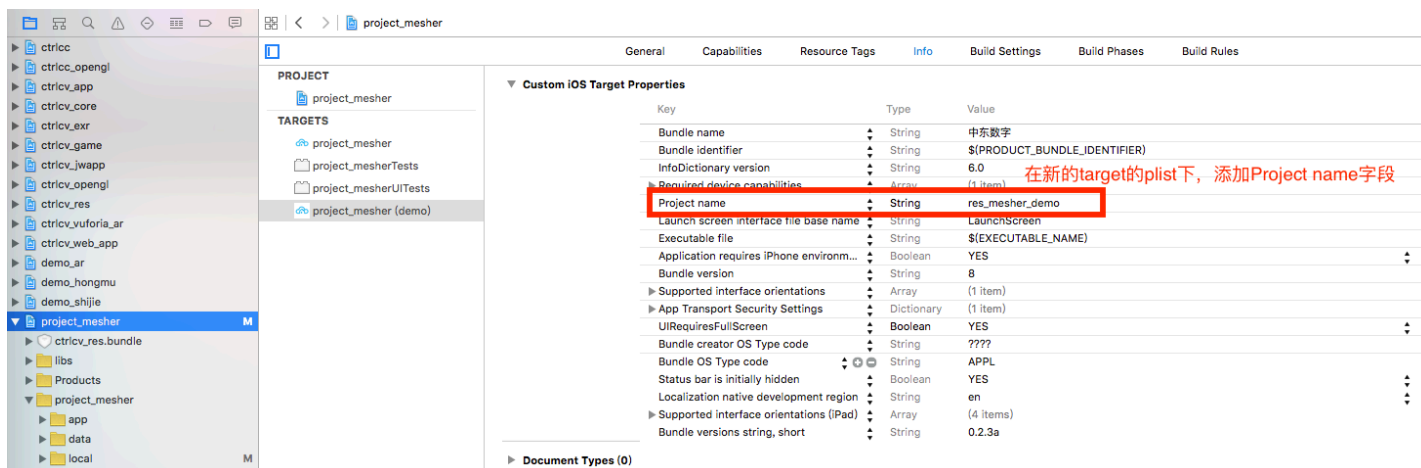 project_mesher
ctrlcc
ctrlcc_opengl
ctrlcv_app
ctrlcv_core
ctrlcv_exr
ctrlcv_game
ctrlcv_jwapp
ctrlcv_opengl
ctrlcv_res
ctrlcv_vuforia_ar
ctrlcv_web_app
demo_ar
demo_hongmu
demo_shijie
project_mesher M
ctrlcv_res.bundle
libs
Products
project_mesher
app
data
local M
General Capabilities Resource Tags Info Build Settings Build Phases Build Rules
PROJECT
project_mesher
TARGETS
project_mesher
project_mesherTests
project_mesherUITests
project_mesher (demo)
Custom iOS Target Properties
Key Type Value
Bundle name String 中东数字
Bundle identifier String $(PRODUCT_BUNDLE_IDENTIFIER)
InfoDictionary version String 6.0
在新的target的plist下，添加Project name字段
Required device capabilities Array (1 item)
Project name String res_mesher_demo
Launch screen interface file base name String LaunchScreen
Executable file String $(EXECUTABLE_NAME)
Application requires iPhone environm... Boolean YES
Bundle version String 8
Supported interface orientations Array (1 item)
App Transport Security Settings Dictionary (1 item)
UIRequiresFullScreen Boolean YES
Bundle creator OS Type code String ????
Bundle OS Type code String APPL
Status bar is initially hidden Boolean YES
Localization native development region String en
Supported interface orientations (iPad) Array (4 items)
Bundle versions string, short String 0.2.3a
Document Types (0)